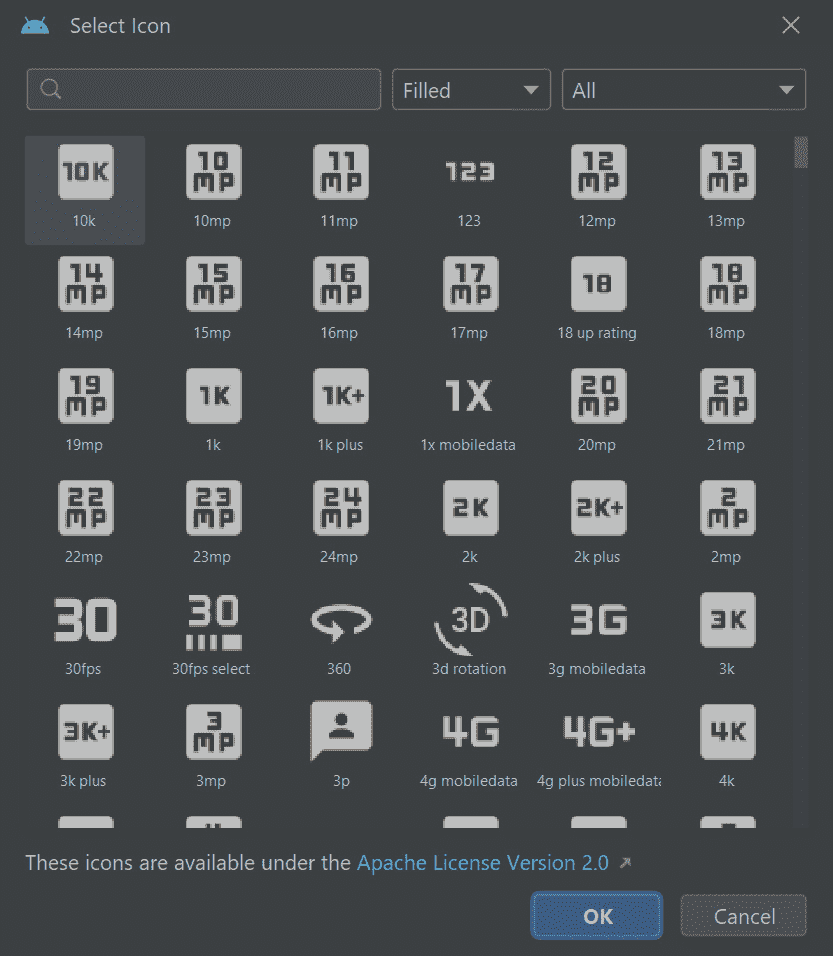 Select Icon
Filled
All
10K
10 MP
11 MP
123
12 MP
13 MP
10k
10mp
11mp
123
12mp
13mp
14 MP
15 MP
16 MP
17 MP
18
18 MP
14mp
15mp
16mp
17mp
18 up rating
18mp
19 MP
1K
1K+
1X
20 MP
21 MP
19mp
1k
1k plus
1x mobiledata
20mp
21mp
22 MP
23 MP
24 MP
2K
2K+
2 MP
22mp
23mp
24mp
2k
2k plus
2mp
30
30
3D
3G
3K
30fps
30fps select
360
3d rotation
3g mobiledata
3k
3K+
3 MP
4G
4G+
4K
3k plus
3mp
3p
4g mobiledata
4g plus mobiledata
4k
These icons are available under the Apache License Version 2.0
OK
Cancel